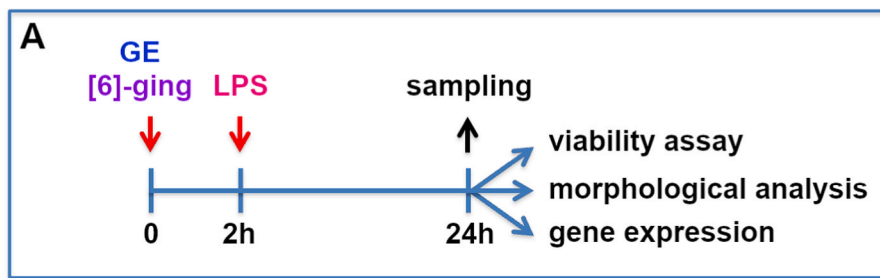 A
GE
[6]-ging LPS sampling
viability assay
morphological analysis
0 2h 24h gene expression